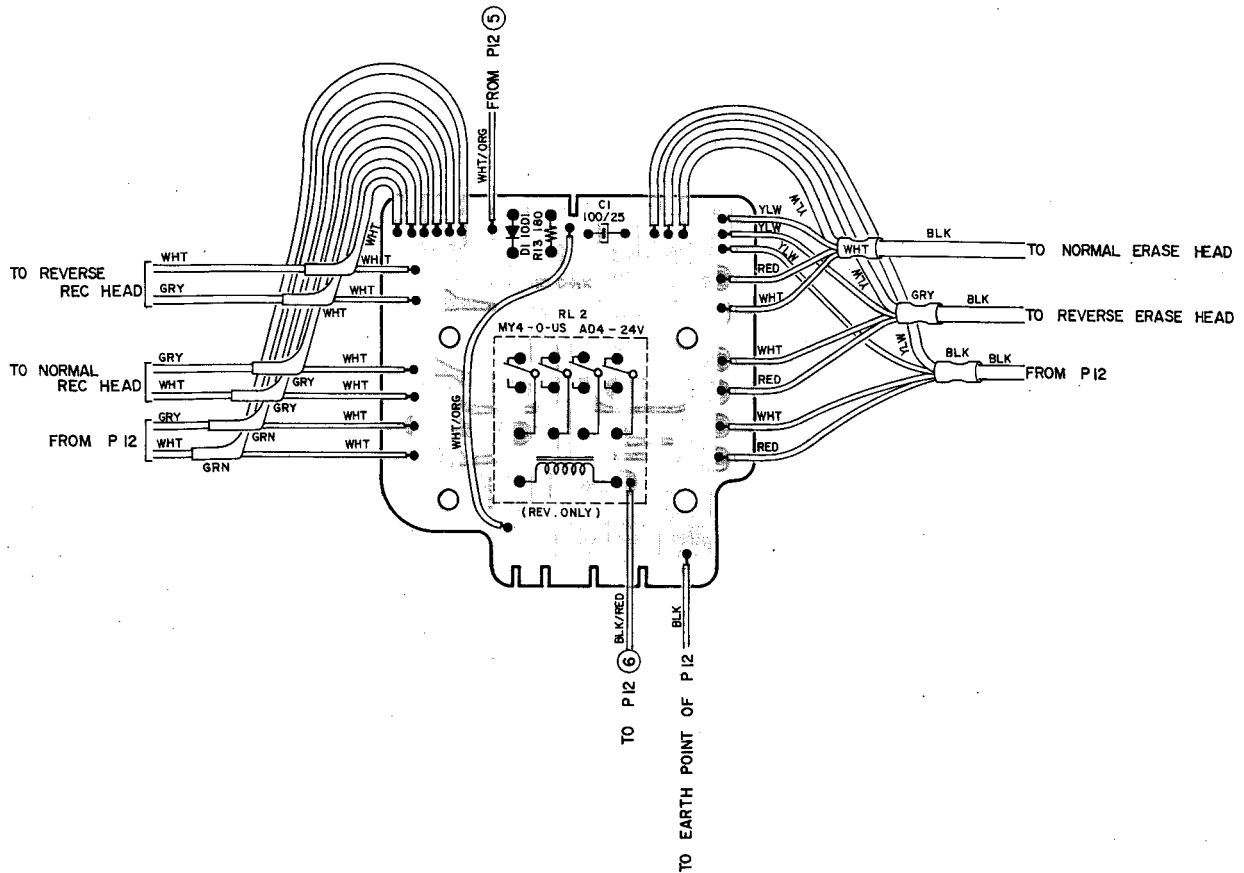 FROM P12 ⑤
WHT/ORG
C1
100/25
D1 10D1
R13 180
YLW
YLW
YLW
YLW
YLW
YLW
RED
WHT
WHT
RED
WHT
RED
WHT
BLK
TO NORMAL ERASE HEAD
GRY
BLK
TO REVERSE ERASE HEAD
BLK
BLK
FROM P12
TO REVERSE
REC HEAD
WHT
WHT
WHT
GRY
WHT
WHT
TO NORMAL
REC HEAD
GRY
WHT
GRY
WHT
WHT
GRY
FROM P12
GRY
WHT
GRN
WHT
WHT
GRN
RL 2
MY4-0-US AD4-24V
WHT/ORG
(REV. ONLY)
BLK/RED
TO P12 ⑥
BLK
TO EARTH POINT OF P12